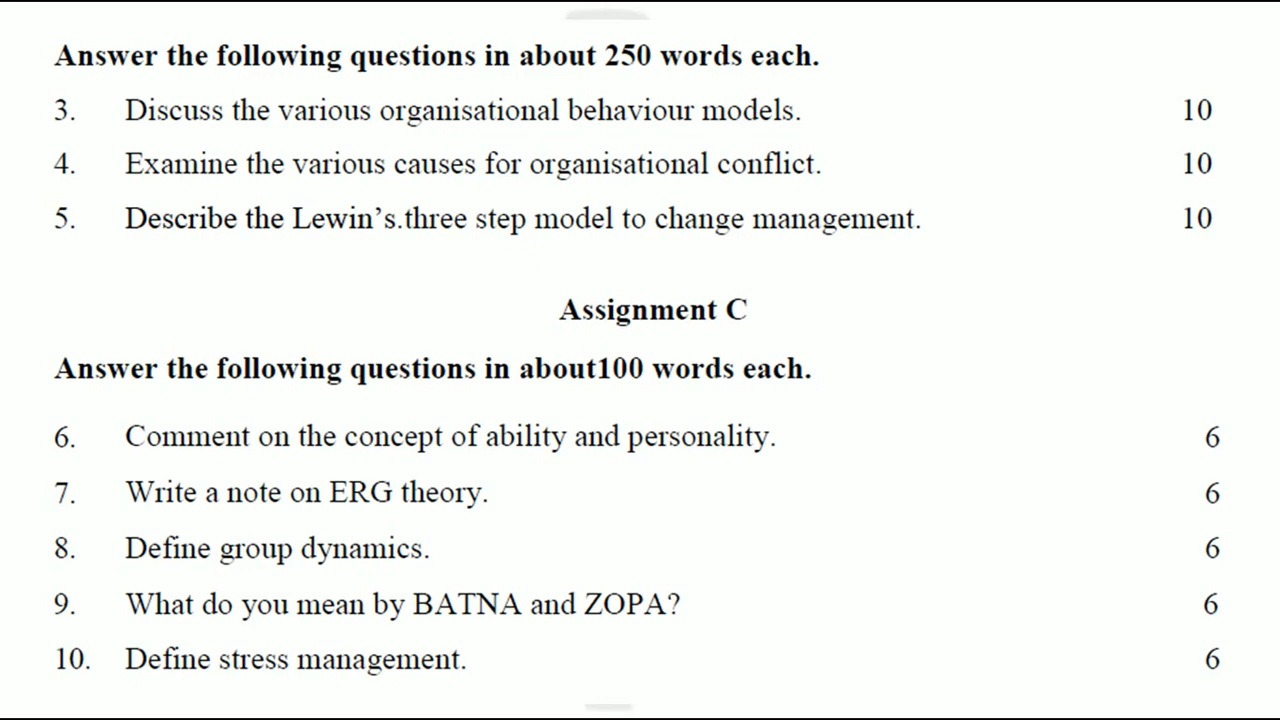 Answer the following questions in about 250 words each.
3. Discuss the various organisational behaviour models. 10
4. Examine the various causes for organisational conflict. 10
5. Describe the Lewin’s.three step model to change management. 10
Assignment C
Answer the following questions in about100 words each.
6. Comment on the concept of ability and personality. 6
7. Write a note on ERG theory. 6
8. Define group dynamics. 6
9. What do you mean by BATNA and ZOPA? 6
10. Define stress management. 6